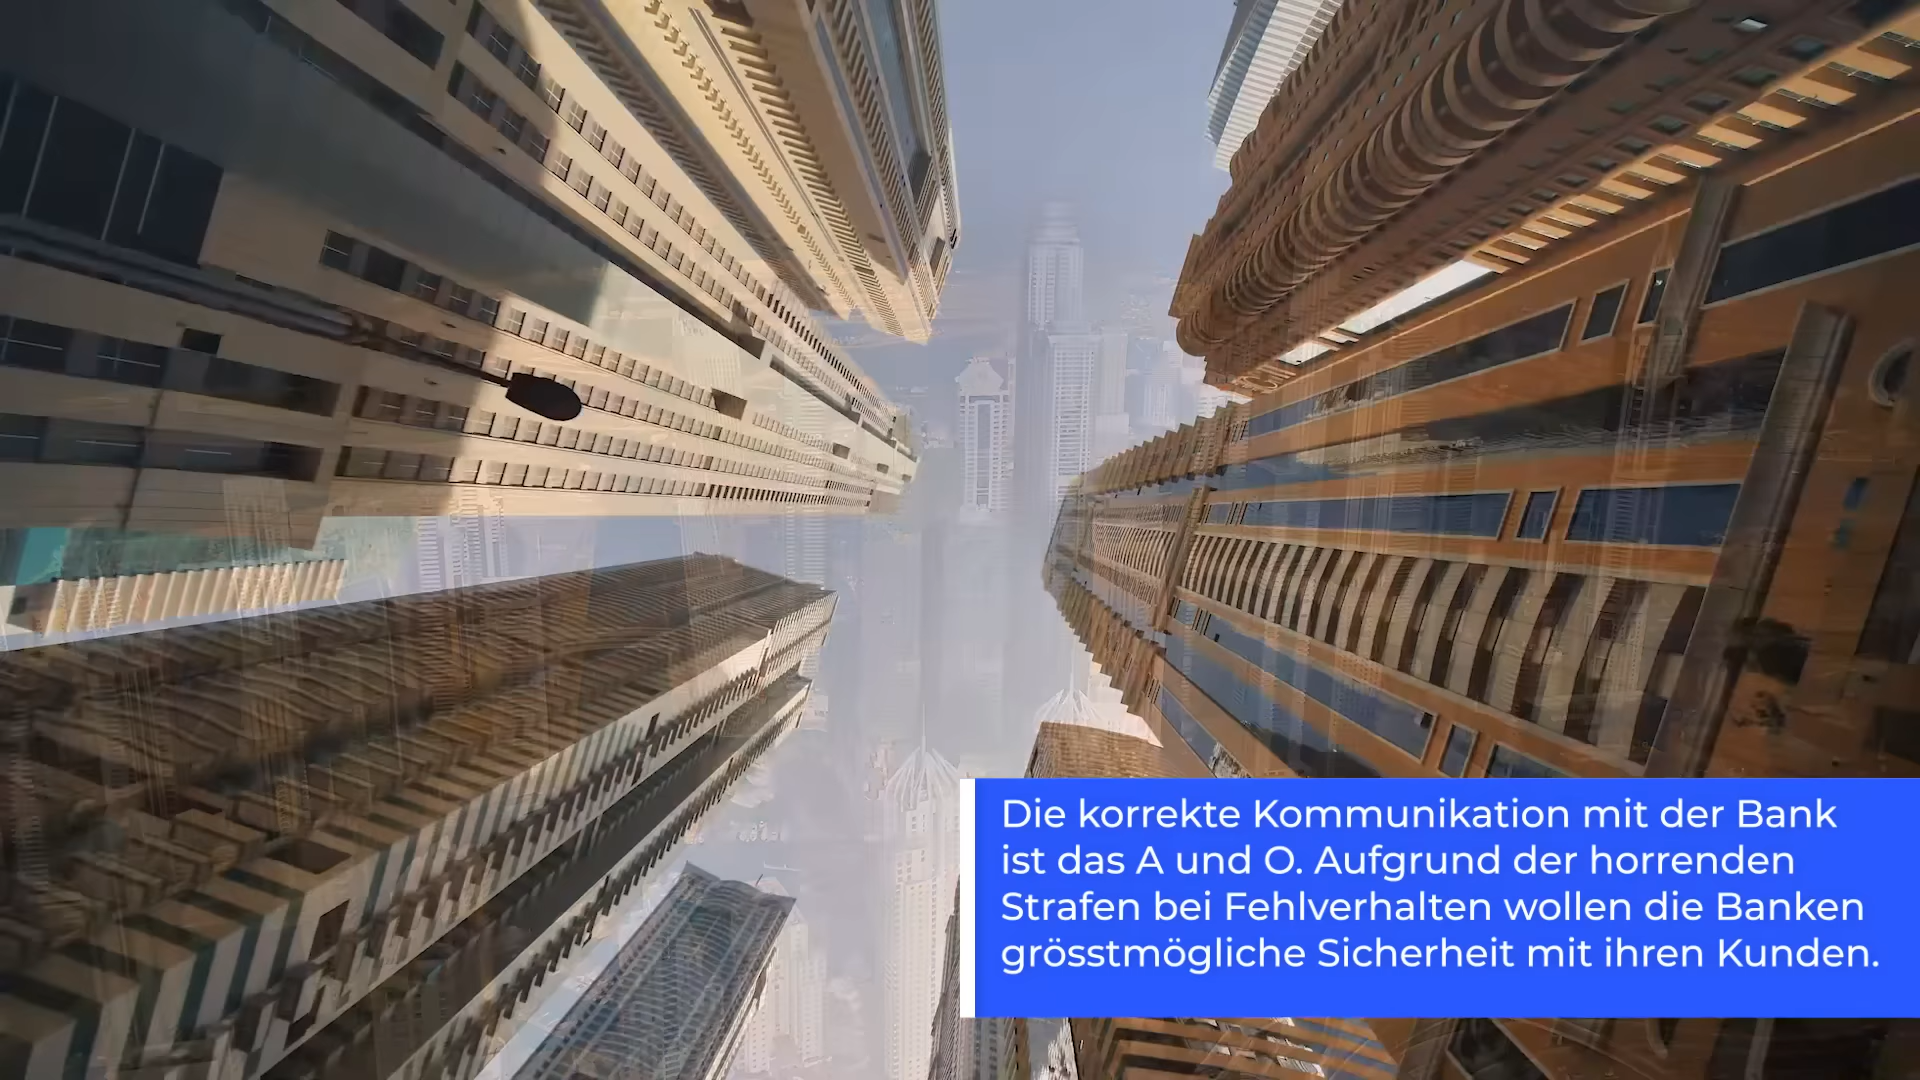 Die korrekte Kommunikation mit der Bank
ist das A und O. Aufgrund der horrenden
Strafen bei Fehlverhalten wollen die Banken
grösstmögliche Sicherheit mit ihren Kunden.